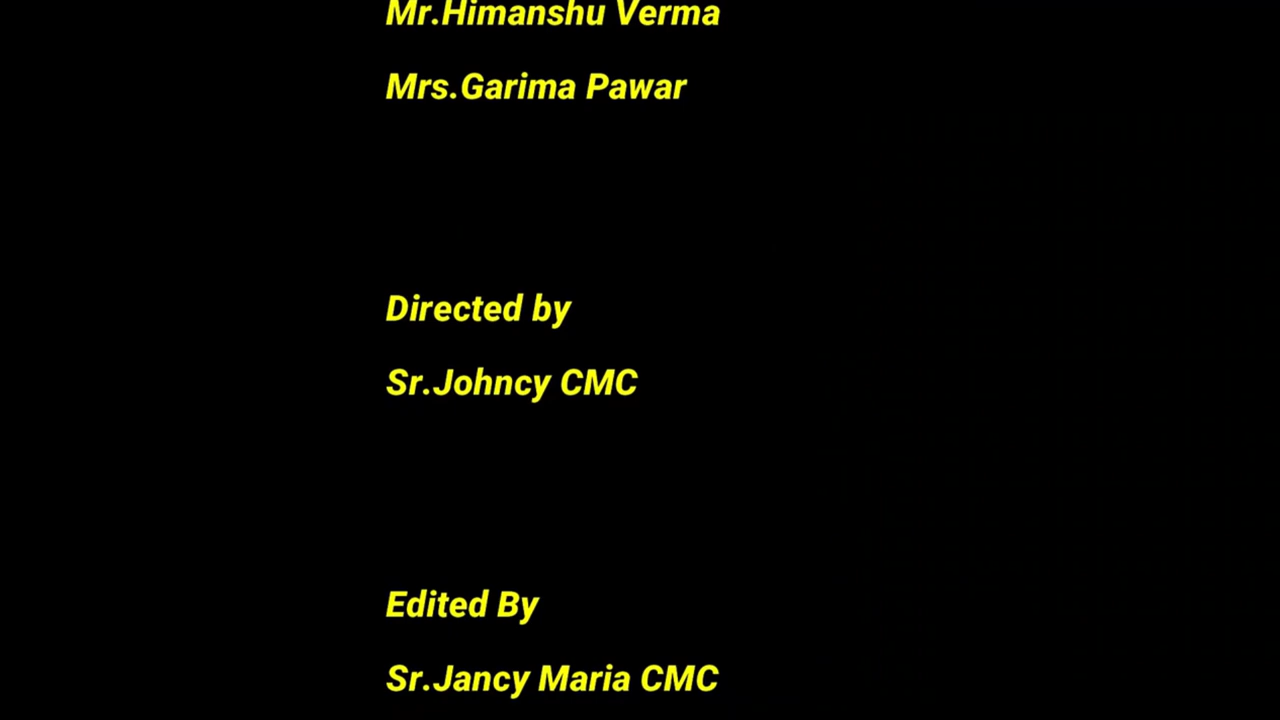 Mr.Himanshu Verma
Mrs.Garima Pawar
Directed by
Sr.Johncy CMC
Edited By
Sr.Jancy Maria CMC